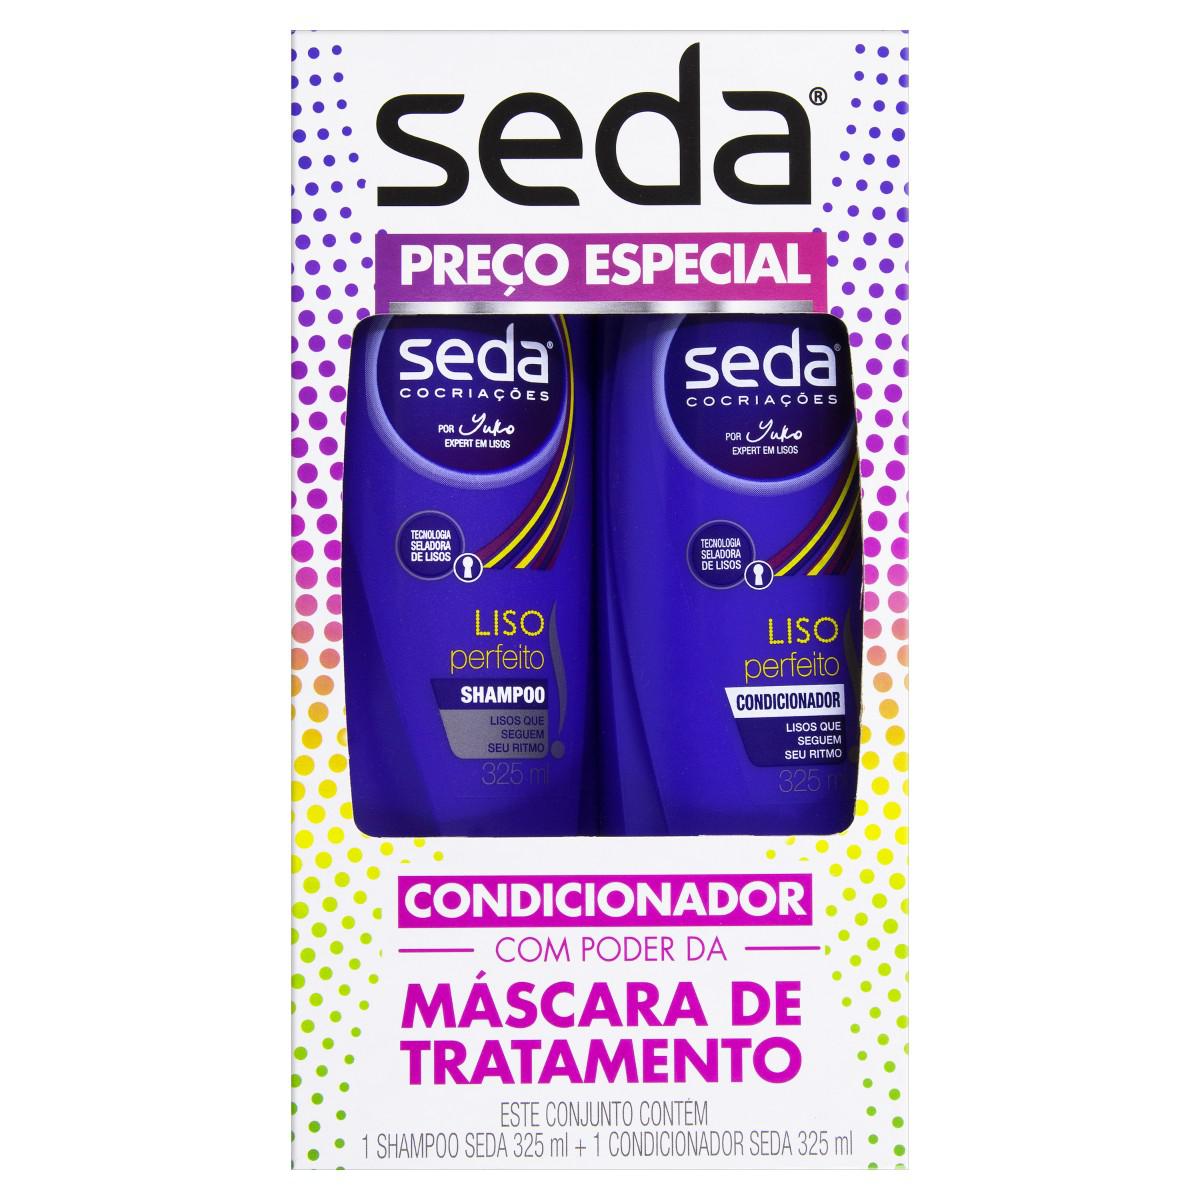 seda®
PREÇO ESPECIAL
seda®
COCRIAÇÕES
POR Yuko
EXPERT EM LISOS
TECNOLOGIA
SELADORA
DE LISOS
LISO
perfeito
SHAMPOO
LISOS QUE
SEGUEM
SEU RITMO
325 ml
seda®
COCRIAÇÕES
POR Yuko
EXPERT EM LISOS
TECNOLOGIA
SELADORA
DE LISOS
LISO
perfeito
CONDICIONADOR
LISOS QUE
SEGUEM
SEU RITMO
325 m
CONDICIONADOR
COM PODER DA
MÁSCARA DE
TRATAMENTO
ESTE CONJUNTO CONTÉM
1 SHAMPOO SEDA 325 ml + 1 CONDICIONADOR SEDA 325 ml